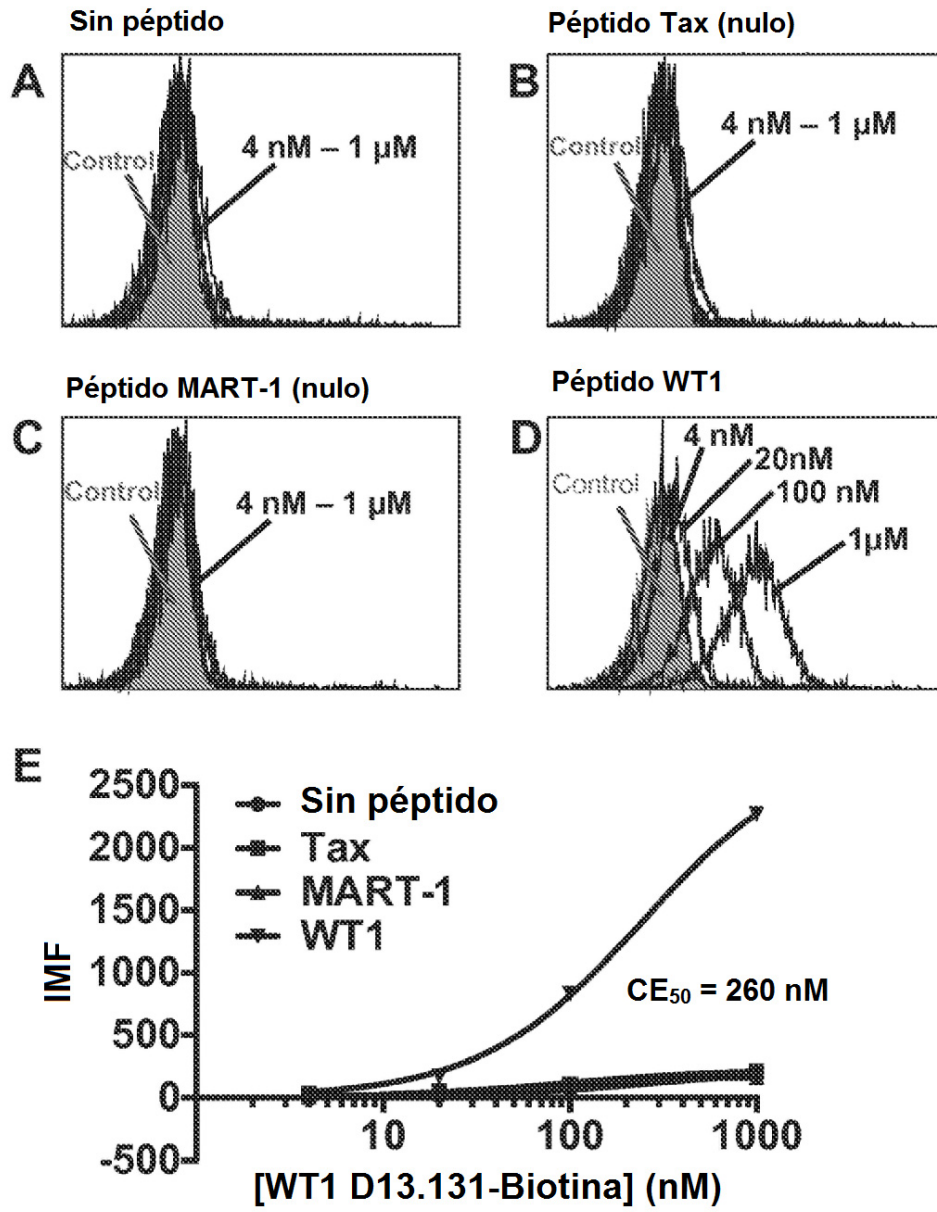 Sin péptido
Péptido Tax (nulo)
A
Control
4 nM – 1 µM
B
Control
4 nM – 1 µM
Péptido MART-1 (nulo)
Péptido WT1
C
Control
4 nM – 1 µM
D
Control
4 nM
20nM
100 nM
1µM
E
2500
2000
1500
1000
500
0
-500
IMF
Sin péptido
Tax
MART-1
WT1
CE₅₀ = 260 nM
10
100
1000
[WT1 D13.131-Biotina] (nM)